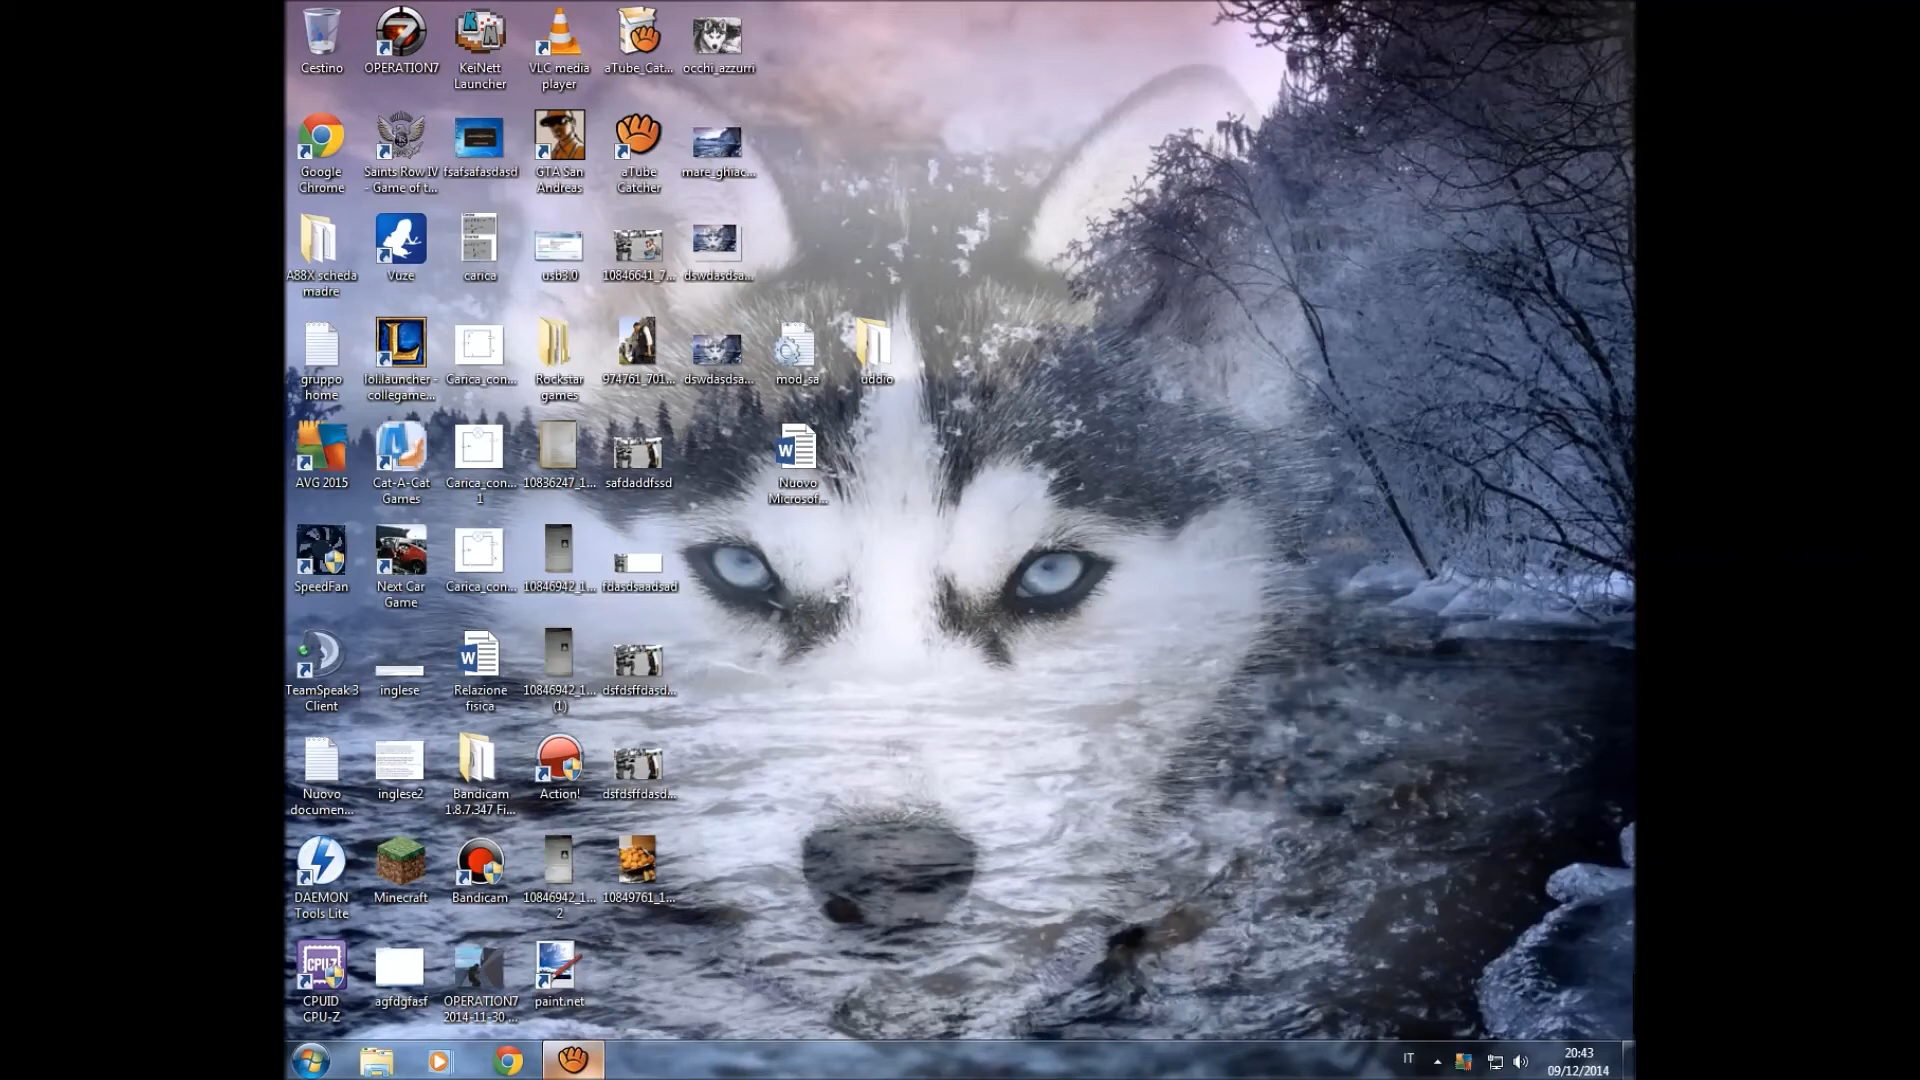 Cestino
OPERATION7
KeiNett Launcher
VLC media player
aTube_Cat...
occhi_azzurri
Google Chrome
Saints Row IV - Game of t...
fsafsafasdasd
GTA San Andreas
aTube Catcher
mare_ghiac...
A88X scheda madre
Vuze
carica
usb3.0
10846641_7...
dswdasdsa...
gruppo home
lol.launcher - collegame...
Carica_con...
Rockstar games
974761_701...
dswdasdsa...
mod_sa
uddio
AVG 2015
Cat-A-Cat Games
Carica_con... 1
10836247_1...
safdaddfssd
Nuovo Microsof...
SpeedFan
Next Car Game
Carica_con...
10846942_1...
fdasdsaadsad
TeamSpeak 3 Client
inglese
Relazione fisica
10846942_1... (1)
dsfdsffdasd...
Nuovo documen...
inglese2
Bandicam 1.8.7.347 Fi...
Action!
dsfdsffdasd...
DAEMON Tools Lite
Minecraft
Bandicam
10846942_1... 2
10849761_1...
CPUID CPU-Z
agfdgfasf
OPERATION7 2014-11-30 ...
paint.net
IT
20:43
09/12/2014